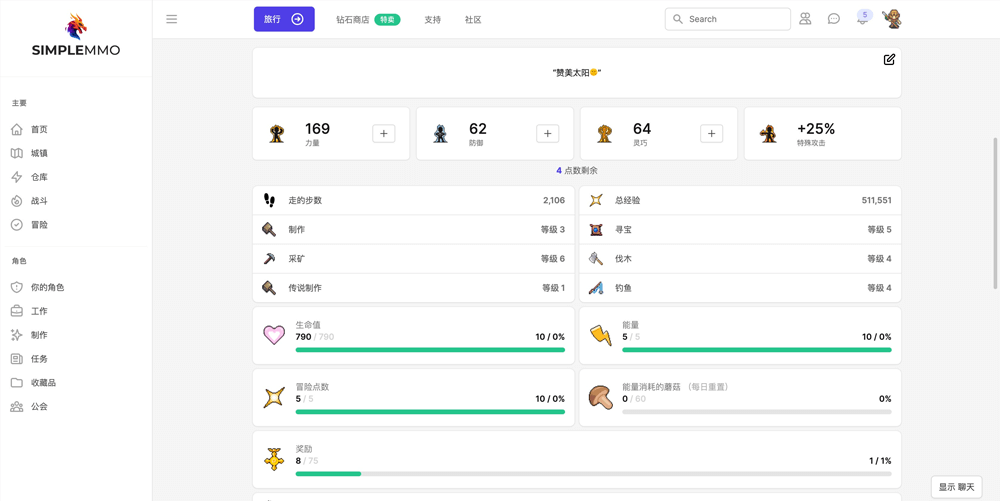 旅行
钻石商店 特卖
支持
社区
Search
5
SIMPLEMMO
主要
首页
城镇
仓库
战斗
冒险
角色
你的角色
工作
制作
任务
收藏品
公会
“赞美太阳🌞”
169
力量
62
防御
64
灵巧
+25%
特殊攻击
4 点数剩余
走的步数 2,106
总经验 511,551
制作 等级 3
寻宝 等级 5
采矿 等级 6
伐木 等级 4
传说制作 等级 1
钓鱼 等级 4
生命值
790 / 790 10 / 0%
能量
5 / 5 10 / 0%
冒险点数
5 / 5 10 / 0%
能量消耗的蘑菇 （每日重置）
0 / 60 0%
奖励
8 / 75 1 / 1%
显示 聊天